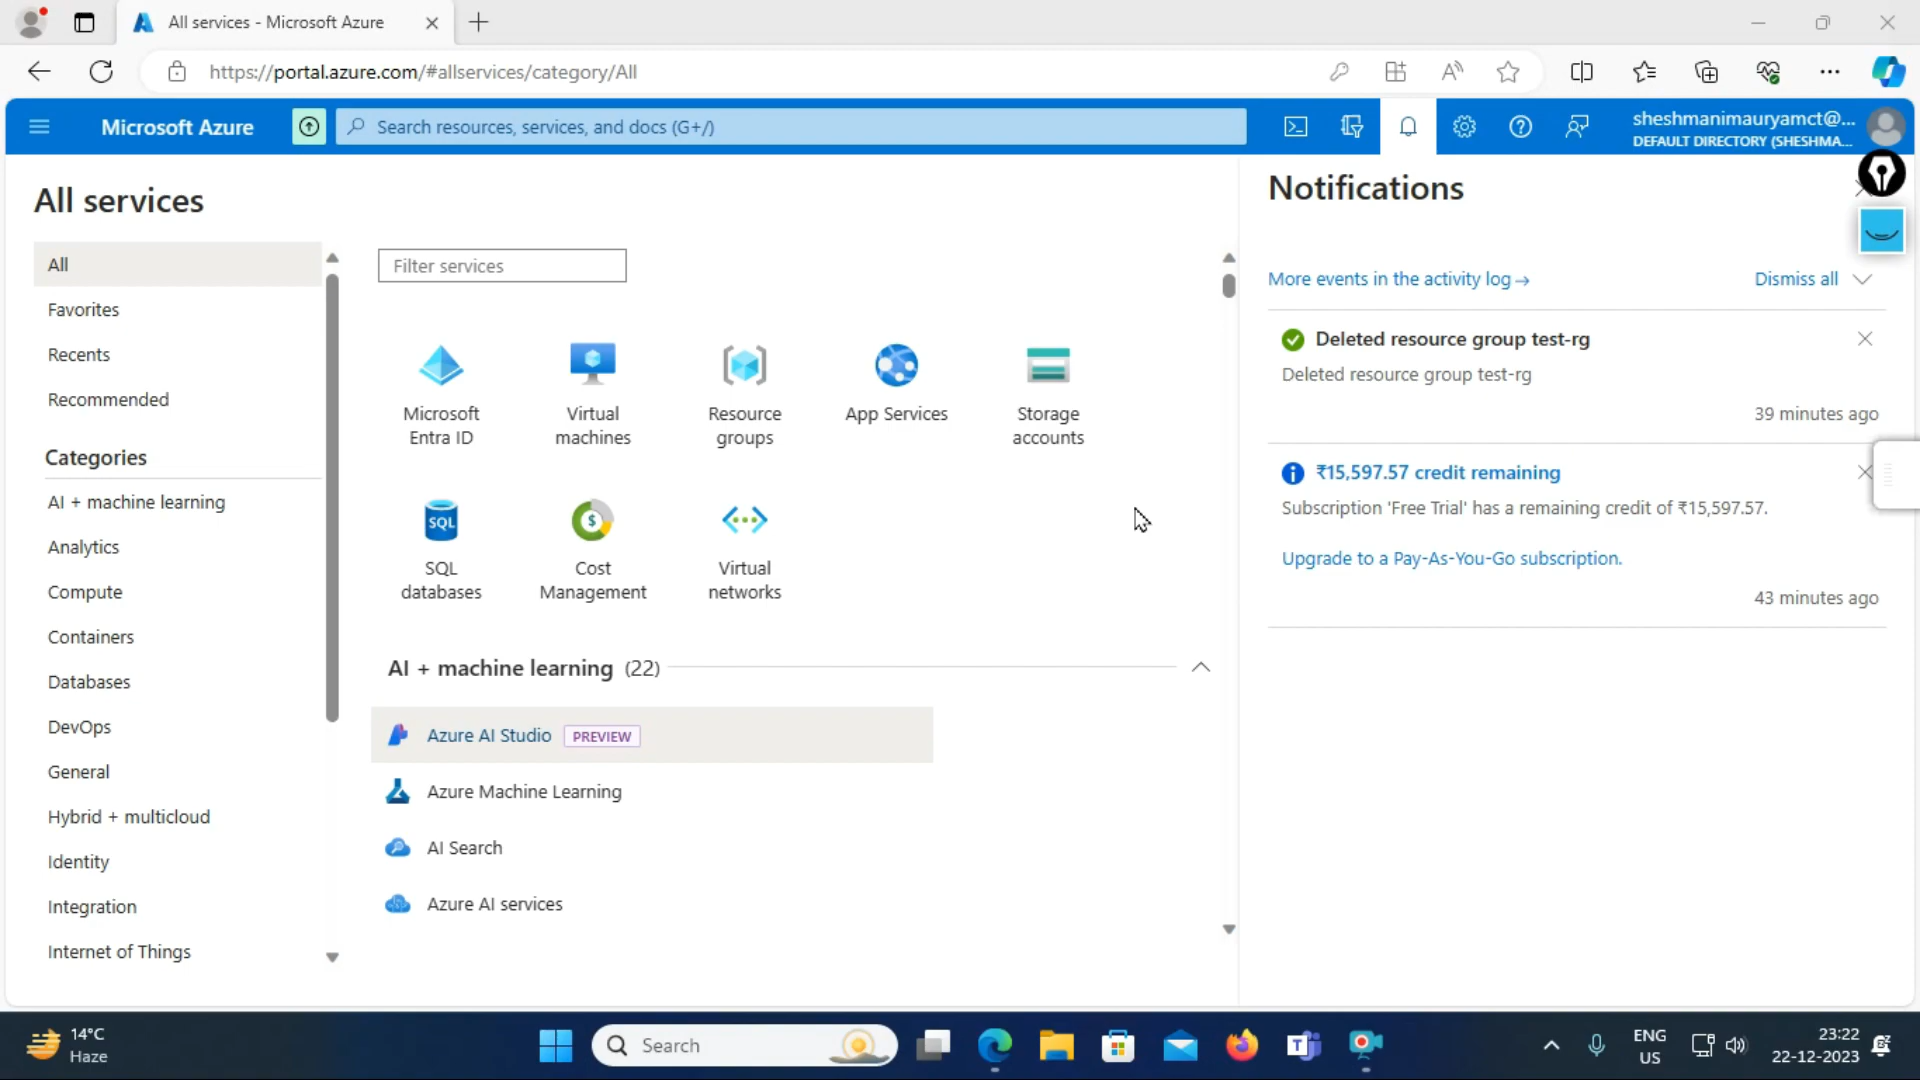 All services - Microsoft Azure
https://portal.azure.com/#allservices/category/All
Microsoft Azure
Search resources, services, and docs (G+/)
sheshmanimauryamct@...
DEFAULT DIRECTORY (SHESHMA...
All services
All
Favorites
Recents
Recommended
Categories
AI + machine learning
Analytics
Compute
Containers
Databases
DevOps
General
Hybrid + multicloud
Identity
Integration
Internet of Things
Filter services
Microsoft
Entra ID
Virtual
machines
Resource
groups
App Services
Storage
accounts
SQL
SQL
databases
Cost
Management
Virtual
networks
AI + machine learning (22)
Azure AI Studio PREVIEW
Azure Machine Learning
AI Search
Azure AI services
Notifications
More events in the activity log →
Dismiss all
Deleted resource group test-rg
Deleted resource group test-rg
39 minutes ago
₹15,597.57 credit remaining
Subscription 'Free Trial' has a remaining credit of ₹15,597.57.
Upgrade to a Pay-As-You-Go subscription.
43 minutes ago
14°C
Haze
Search
ENG
US
23:22
22-12-2023